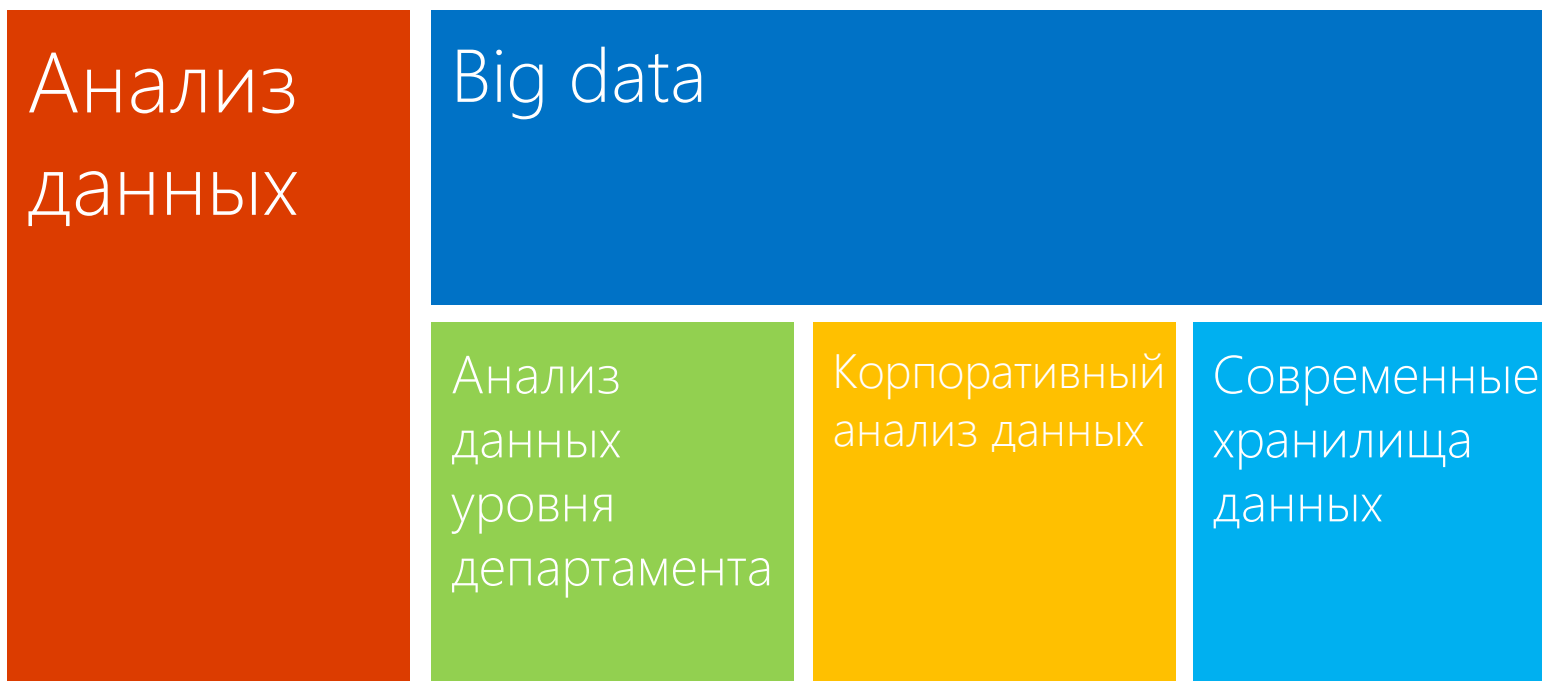 Анализ
данных
Big data
Анализ
данных
уровня
департамента
Корпоративный
анализ данных
Современные
хранилища
данных